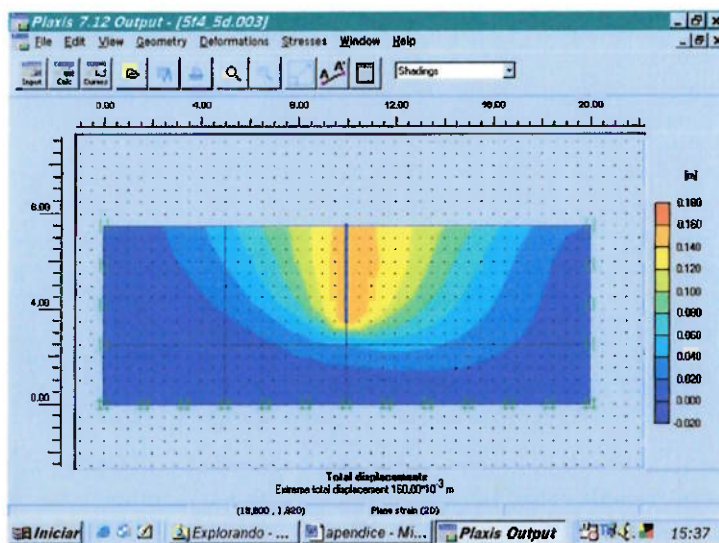 Plaxis 7.12 Output - [5f4_5d.003]
File Edit View Geometry Deformations Stresses Window Help
Input Calc Curves A A* Shadings
0.00 4.00 8.00 12.00 16.00 20.00
8.00
4.00
0.00
[m]
0.180
0.160
0.140
0.120
0.100
0.080
0.060
0.040
0.020
0.000
-0.020
Total displacements
Extreme total displacement 160,00*10⁻³ m
Plane strain (2D)
Iniciar Explorando - ... apendice - Mi... Plaxis Output 15:37